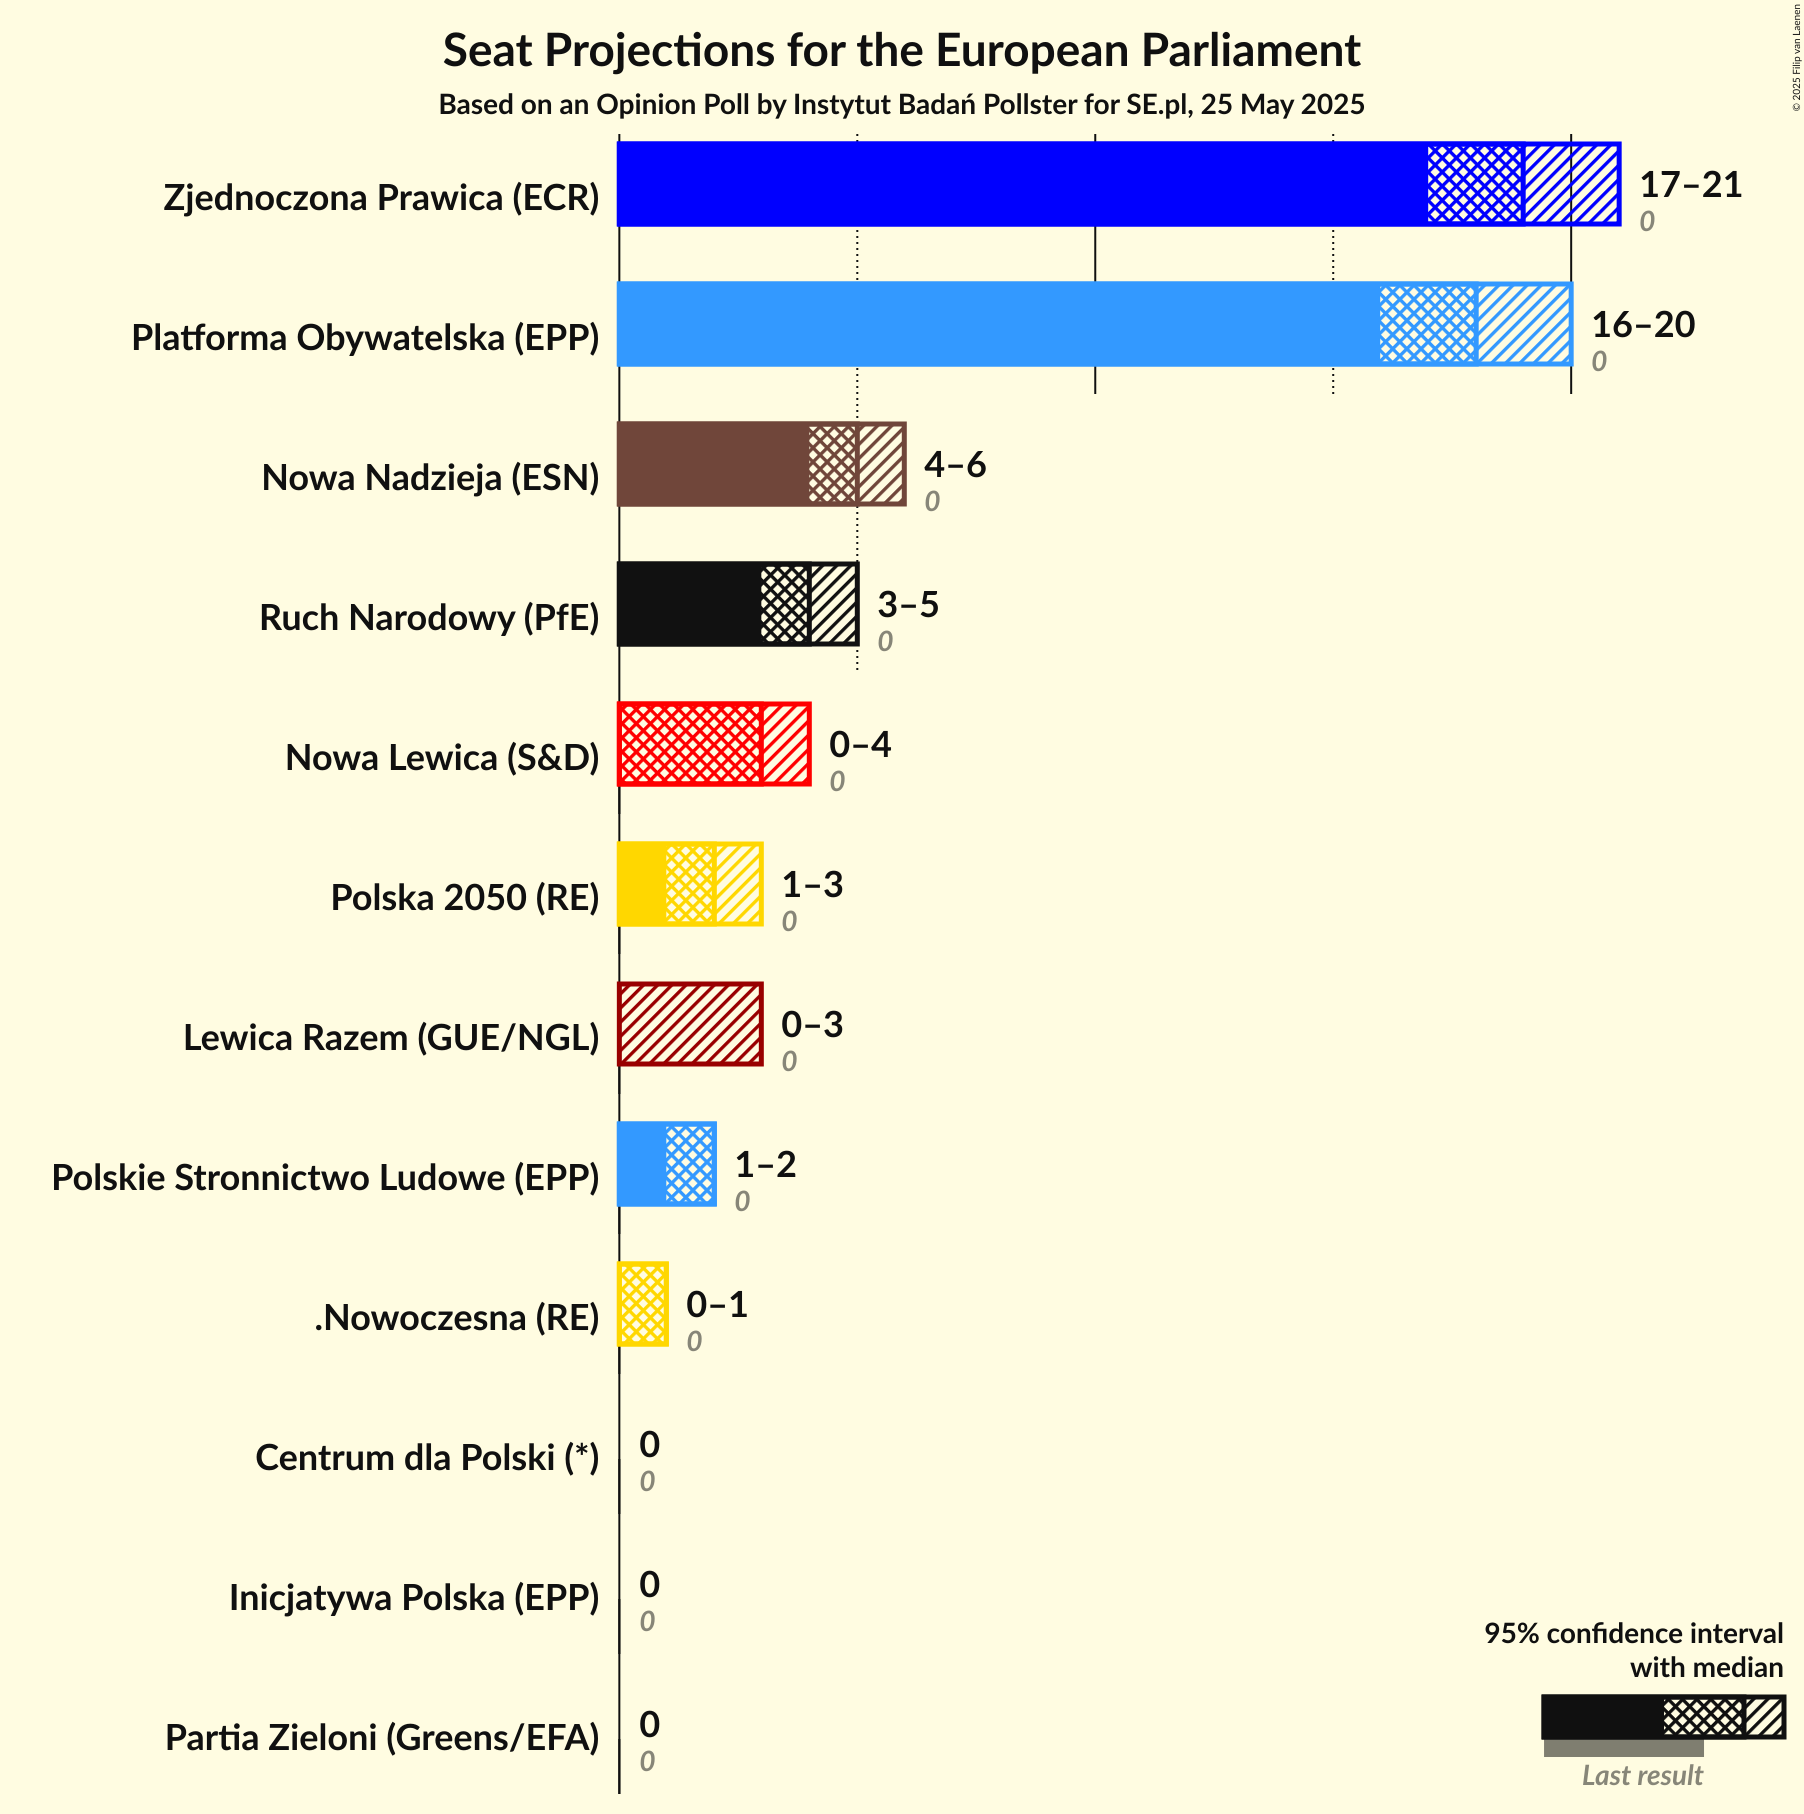 Seat Projections for the European Parliament
Based on an Opinion Poll by Instytut Badań Pollster for SE.pl, 25 May 2025
© 2025 Filip van Laenen
Zjednoczona Prawica (ECR)
17–21
0
Platforma Obywatelska (EPP)
16–20
0
Nowa Nadzieja (ESN)
4–6
0
Ruch Narodowy (PfE)
3–5
0
Nowa Lewica (S&D)
0–4
0
Polska 2050 (RE)
1–3
0
Lewica Razem (GUE/NGL)
0–3
0
Polskie Stronnictwo Ludowe (EPP)
1–2
0
.Nowoczesna (RE)
0–1
0
Centrum dla Polski (*)
0
0
Inicjatywa Polska (EPP)
0
0
Partia Zieloni (Greens/EFA)
0
0
95% confidence interval
with median
Last result